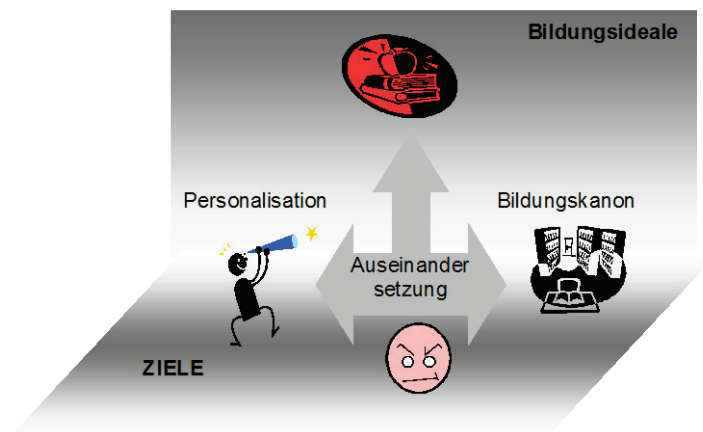 Bildungsideale
Personalisation
Bildungskanon
Auseinander
setzung
ZIELE